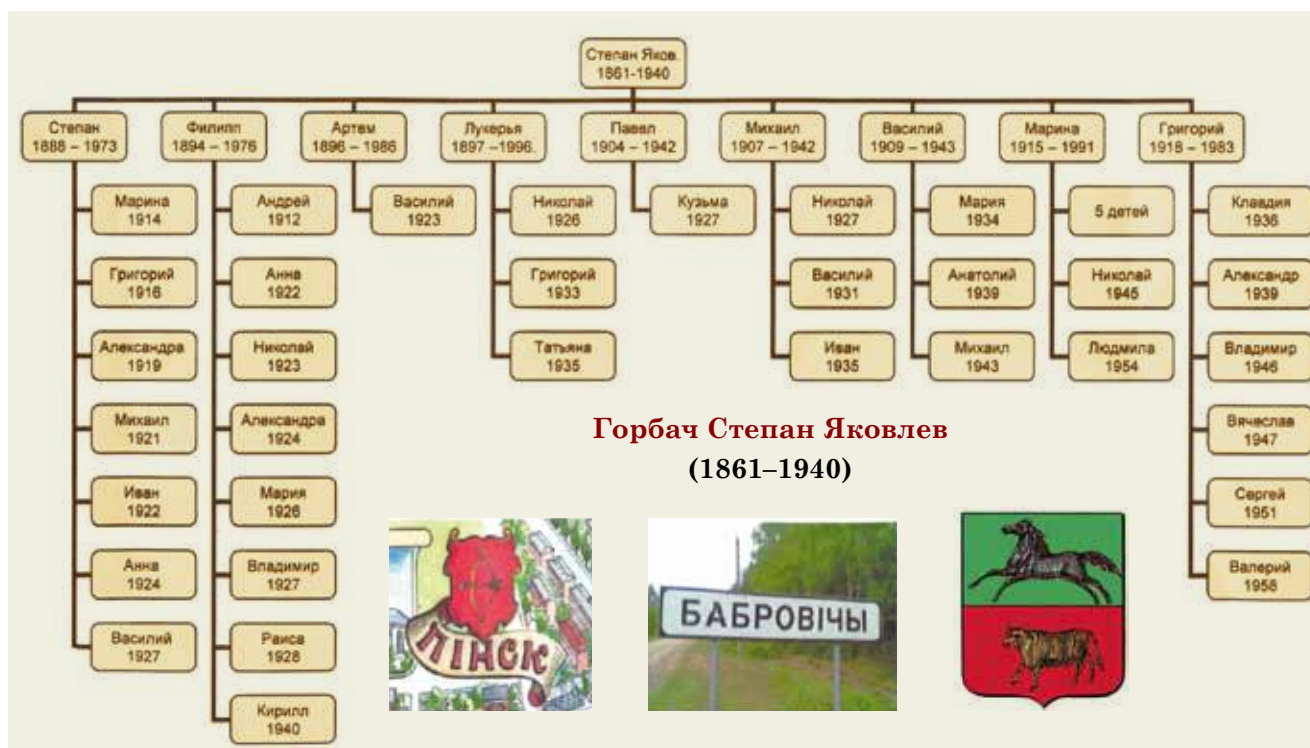 Степан Яков.
1861-1940
Степан
1888 – 1973
Филипп
1894 – 1976
Артем
1896 – 1986
Лукерья
1897 –1996.
Павел
1904 – 1942
Михаил
1907 – 1942
Василий
1909 – 1943
Марина
1915 – 1991
Григорий
1918 – 1983
Марина
1914
Григорий
1916
Александра
1919
Михаил
1921
Иван
1922
Анна
1924
Василий
1927
Андрей
1912
Анна
1922
Николай
1923
Александра
1924
Мария
1926
Владимир
1927
Раиса
1928
Кирилл
1940
Василий
1923
Николай
1926
Григорий
1933
Татьяна
1935
Кузьма
1927
Николай
1927
Василий
1931
Иван
1935
Мария
1934
Анатолий
1939
Михаил
1943
5 детей
Николай
1945
Людмила
1954
Клавдия
1936
Александр
1939
Владимир
1946
Вячеслав
1947
Сергей
1951
Валерий
1958
Горбач Степан Яковлев
(1861–1940)
ПІНСК
БАБРОВІЧЫ